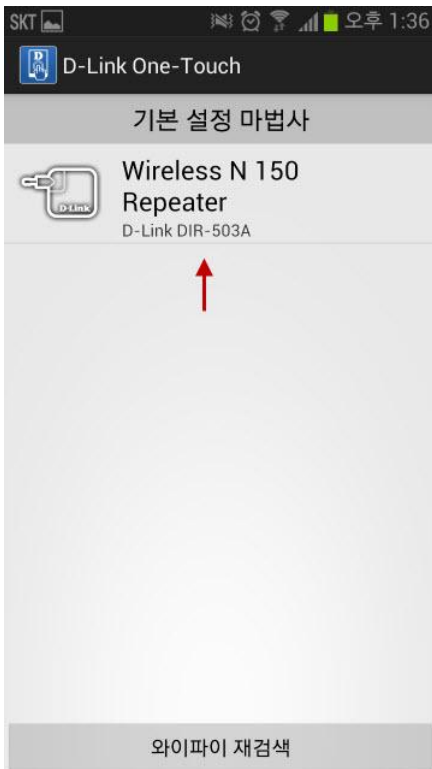 SKT 오후 1:36
D-Link One-Touch
기본 설정 마법사
Wireless N 150
Repeater
D-Link DIR-503A
D-Link
와이파이 재검색